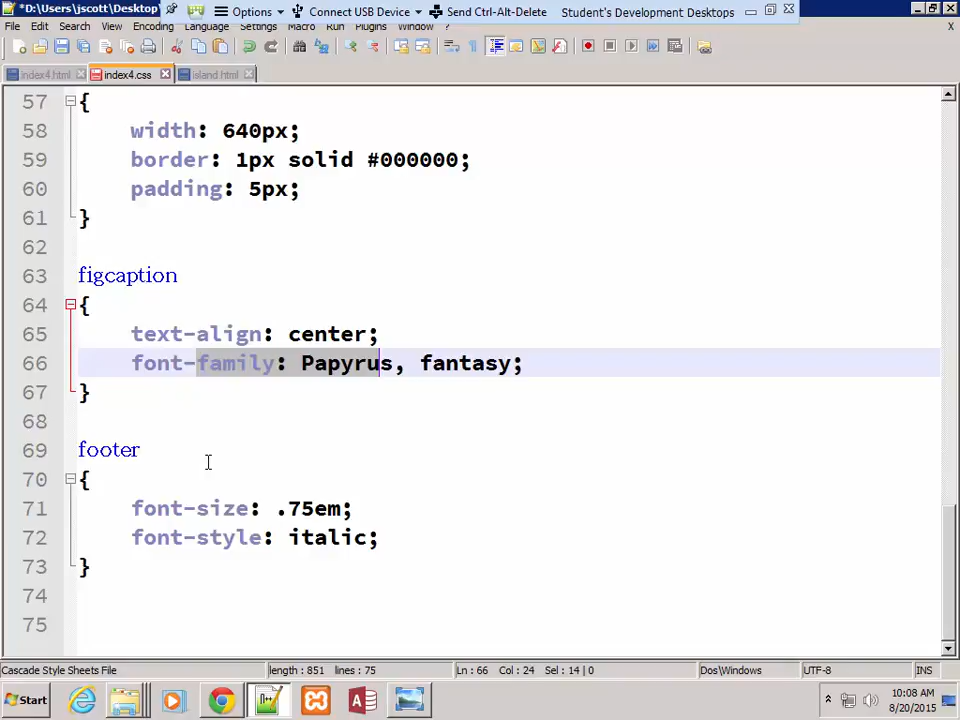 *D:\Users\jscott\Desktop\
Options
Connect USB Device
Send Ctrl-Alt-Delete
Student's Development Desktops
File Edit Search View Encoding Language Settings Macro Run Plugins Window ? X
index4.html index4.css island.html
57 {
58 width: 640px;
59 border: 1px solid #000000;
60 padding: 5px;
61 }
62
63 figcaption
64 {
65 text-align: center;
66 font-family: Papyrus, fantasy;
67 }
68
69 footer
70 {
71 font-size: .75em;
72 font-style: italic;
73 }
74
75
Cascade Style Sheets File length : 851 lines : 75 Ln : 66 Col : 24 Sel : 14 | 0 Dos\Windows UTF-8 INS
Start
10:08 AM
8/20/2015